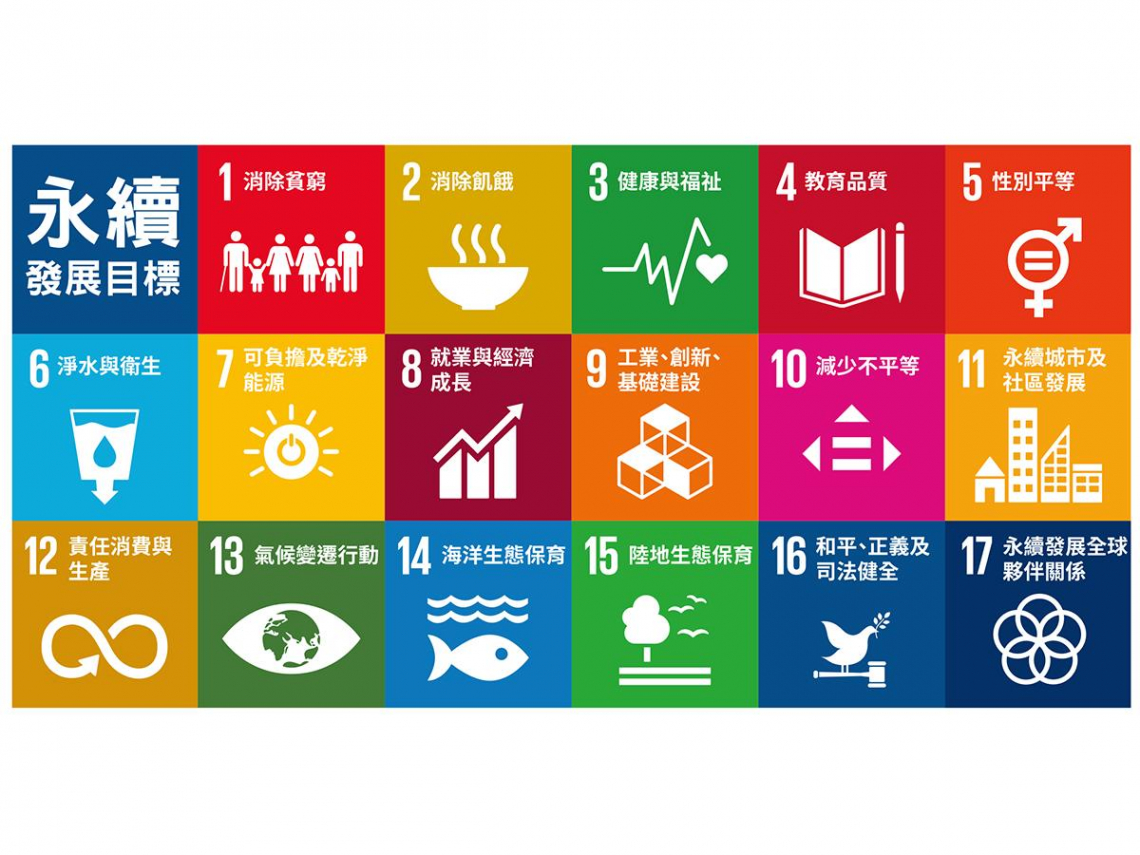 永續
發展目標
1 消除貧窮
2 消除飢餓
3 健康與福祉
4 教育品質
5 性別平等
6 淨水與衛生
7 可負擔及乾淨
能源
8 就業與經濟
成長
9 工業、創新、
基礎建設
10 減少不平等
11 永續城市及
社區發展
12 責任消費與
生產
13 氣候變遷行動
14 海洋生態保育
15 陸地生態保育
16 和平、正義及
司法健全
17 永續發展全球
夥伴關係